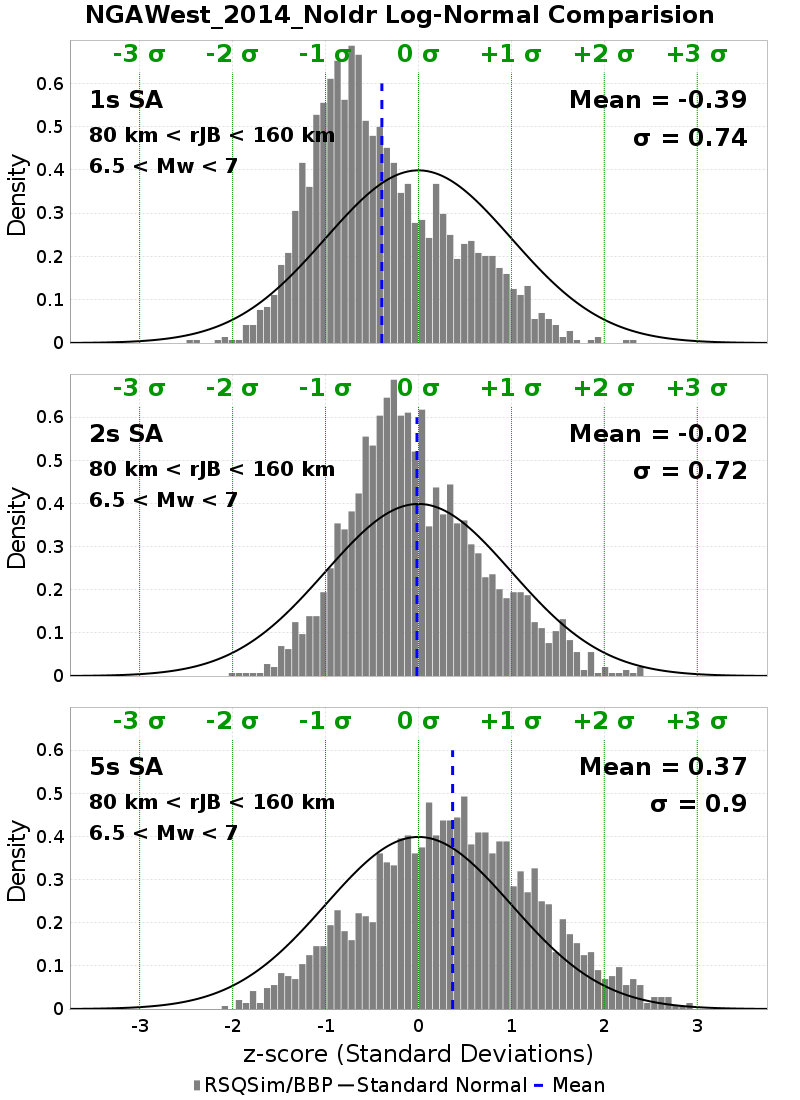 NGAWest_2014_NoIdr Log-Normal Comparision
-3 σ -2 σ -1 σ 0 σ +1 σ +2 σ +3 σ
1s SA Mean = -0.39
80 km < rJB < 160 km σ = 0.74
6.5 < Mw < 7
Density
0.6
0.5
0.4
0.3
0.2
0.1
0
-3 σ -2 σ -1 σ 0 σ +1 σ +2 σ +3 σ
2s SA Mean = -0.02
80 km < rJB < 160 km σ = 0.72
6.5 < Mw < 7
Density
0.6
0.5
0.4
0.3
0.2
0.1
0
-3 σ -2 σ -1 σ 0 σ +1 σ +2 σ +3 σ
5s SA Mean = 0.37
80 km < rJB < 160 km σ = 0.9
6.5 < Mw < 7
Density
0.6
0.5
0.4
0.3
0.2
0.1
0
-3 -2 -1 0 1 2 3
z-score (Standard Deviations)
RSQSim/BBP Standard Normal Mean